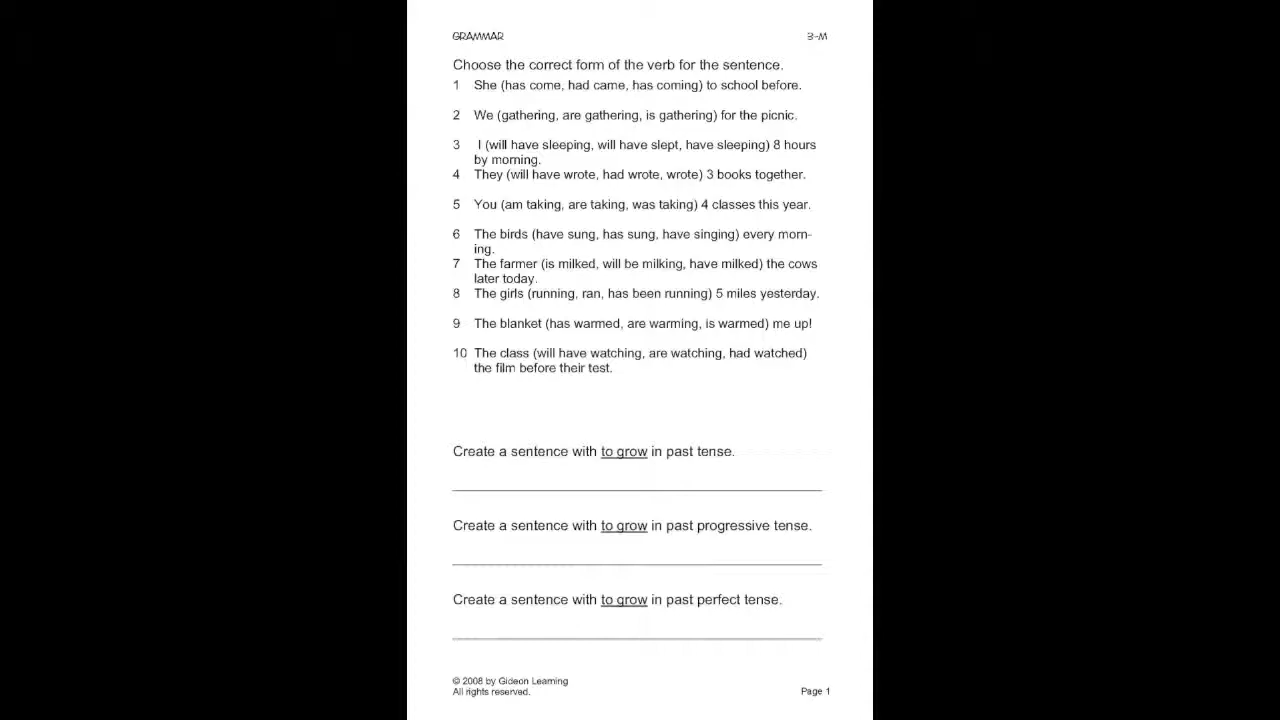 GRAMMAR 3-M
Choose the correct form of the verb for the sentence.
1 She (has come, had came, has coming) to school before.
2 We (gathering, are gathering, is gathering) for the picnic.
3 I (will have sleeping, will have slept, have sleeping) 8 hours
by morning.
4 They (will have wrote, had wrote, wrote) 3 books together.
5 You (am taking, are taking, was taking) 4 classes this year.
6 The birds (have sung, has sung, have singing) every morn-
ing.
7 The farmer (is milked, will be milking, have milked) the cows
later today.
8 The girls (running, ran, has been running) 5 miles yesterday.
9 The blanket (has warmed, are warming, is warmed) me up!
10 The class (will have watching, are watching, had watched)
the film before their test.
Create a sentence with to grow in past tense.
Create a sentence with to grow in past progressive tense.
Create a sentence with to grow in past perfect tense.
© 2008 by Gideon Learning
All rights reserved. Page 1